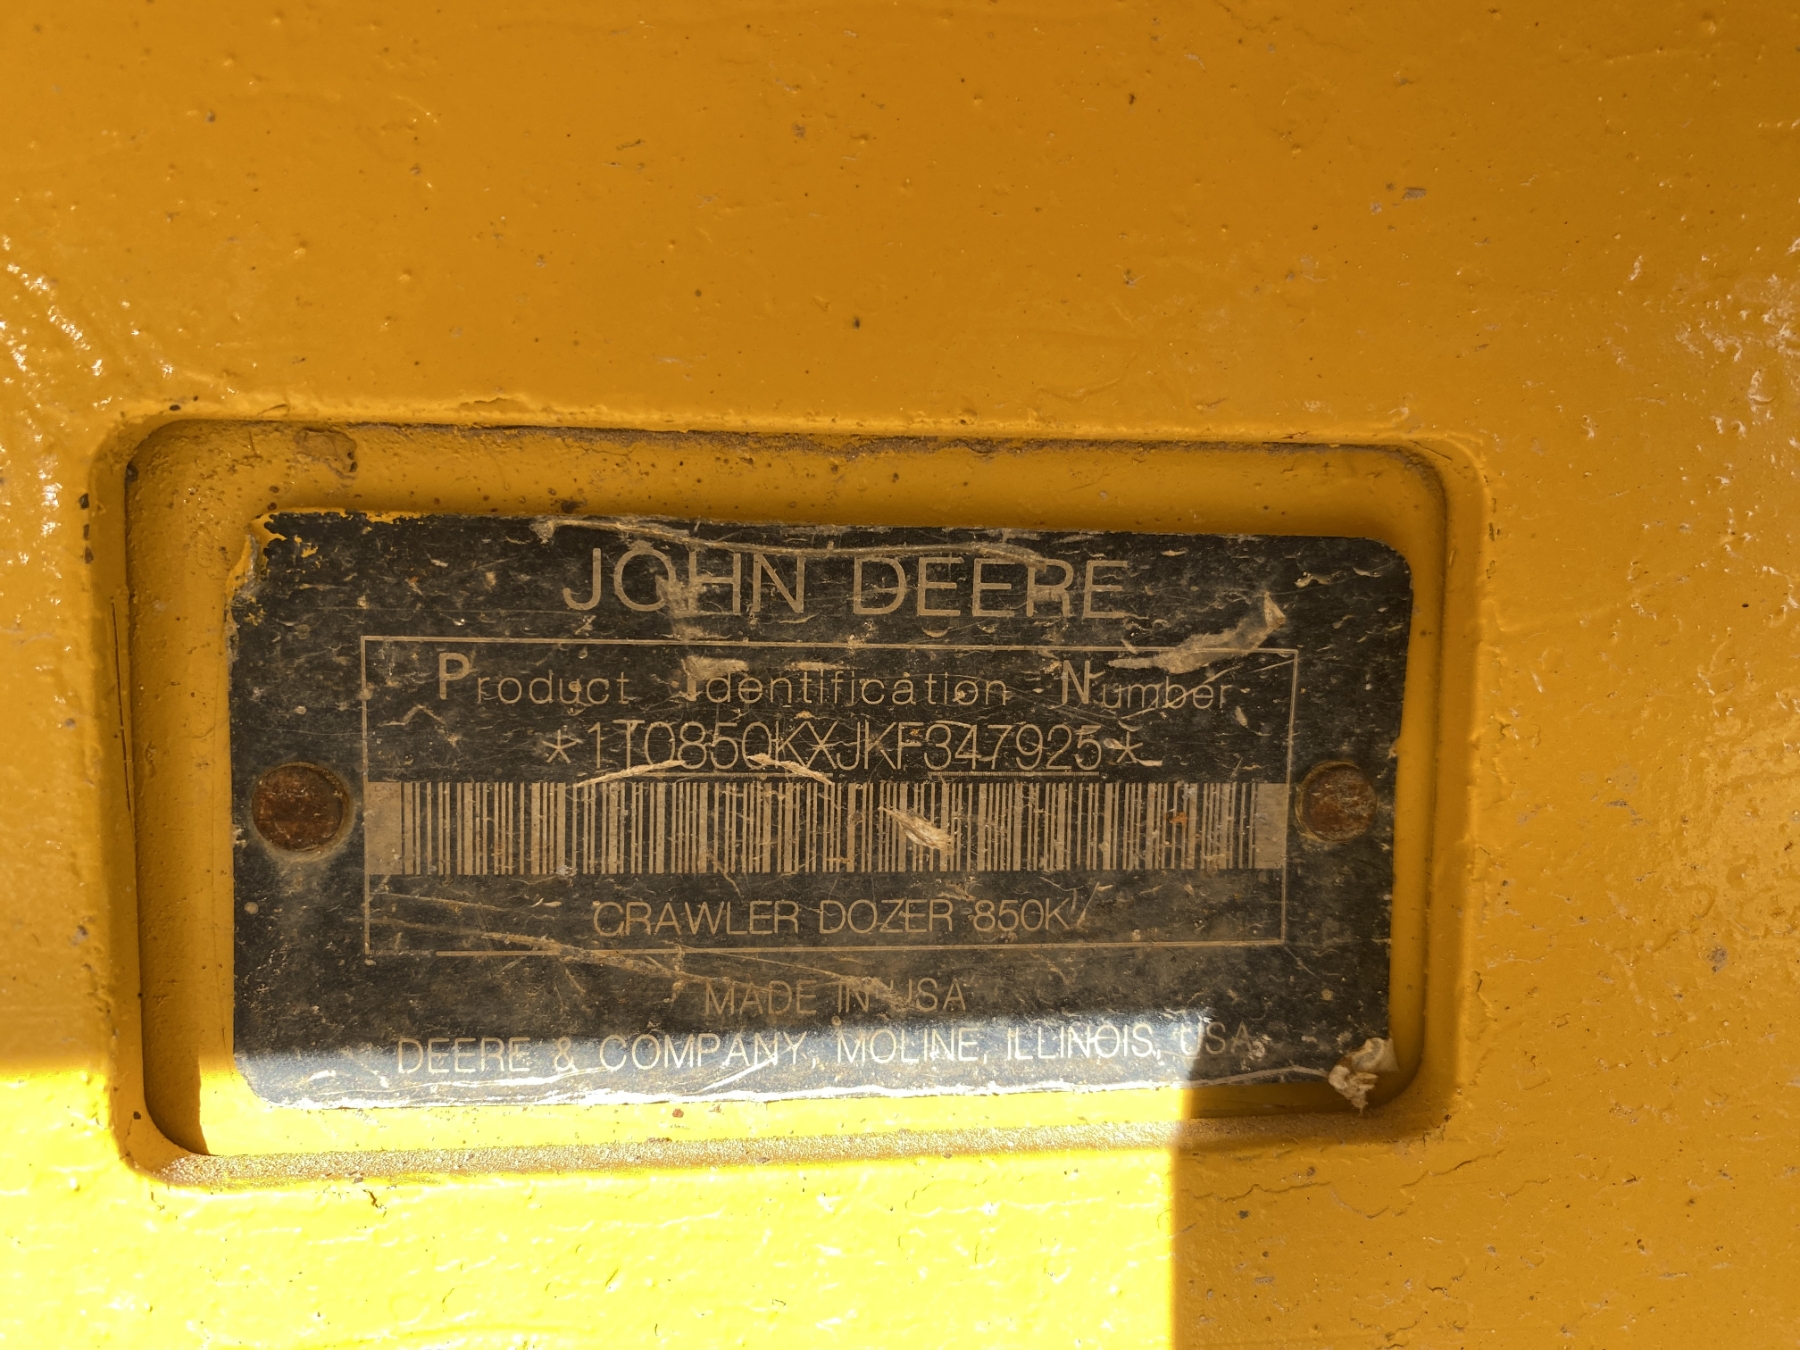 JOHN DEERE
Product Identification Number
*1T0850KXJKF347925*
CRAWLER DOZER 850K
MADE IN USA
DEERE & COMPANY, MOLINE, ILLINOIS, USA